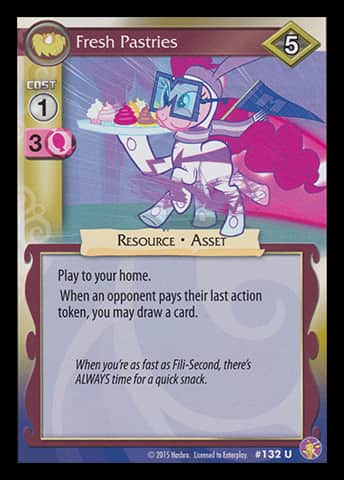 Fresh Pastries
5
COST
1
3
M
RESOURCE • ASSET
Play to your home.
When an opponent pays their last action
token, you may draw a card.
When you're as fast as Fili-Second, there's
ALWAYS time for a quick snack.
© 2015 Hasbro. Licensed to Enterplay.
#132 U